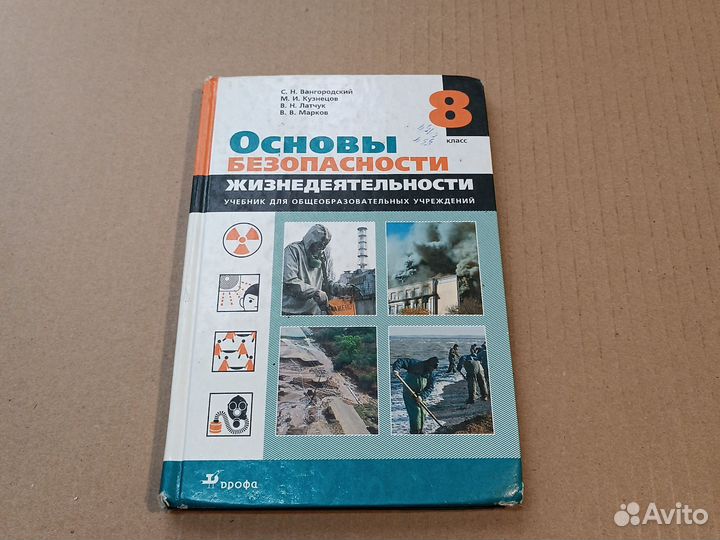 С. Н. Вангородский
М. И. Кузнецов
В. Н. Латчук
В. В. Марков
8
класс
Основы
БЕЗОПАСНОСТИ
ЖИЗНЕДЕЯТЕЛЬНОСТИ
УЧЕБНИК ДЛЯ ОБЩЕОБРАЗОВАТЕЛЬНЫХ УЧРЕЖДЕНИЙ
дрофа
Avito